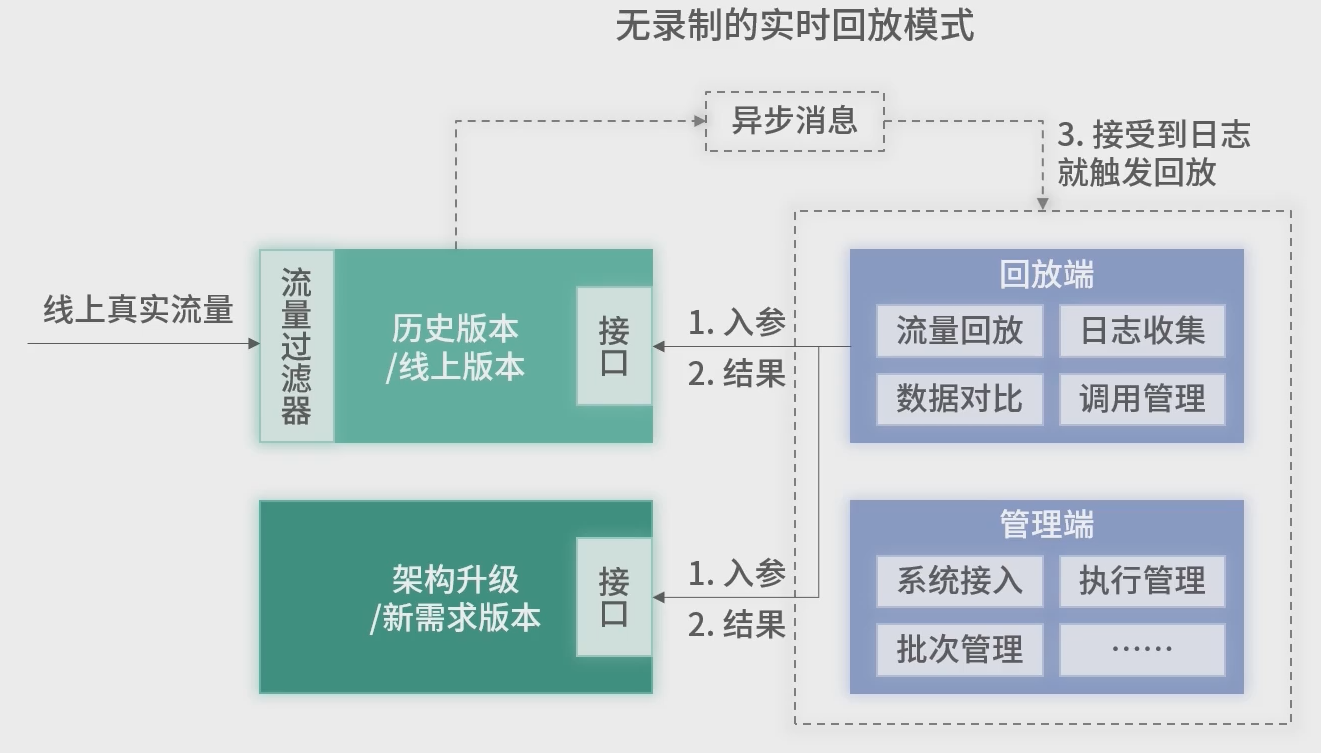 无录制的实时回放模式
异步消息
3. 接受到日志
就触发回放
线上真实流量
流量过滤器
历史版本
/线上版本
接口
1. 入参
2. 结果
回放端
流量回放
日志收集
数据对比
调用管理
架构升级
/新需求版本
接口
1. 入参
2. 结果
管理端
系统接入
执行管理
批次管理
……